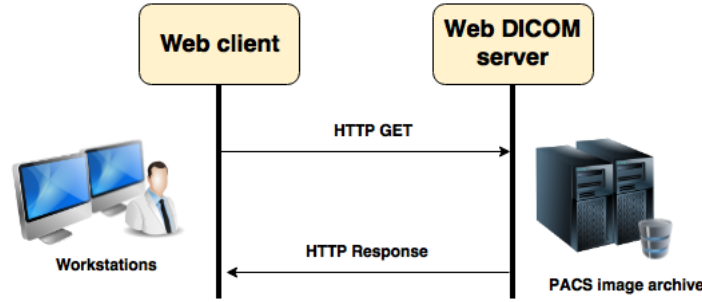 Web client
Web DICOM
server
HTTP GET
HTTP Response
Workstations
PACS image archive